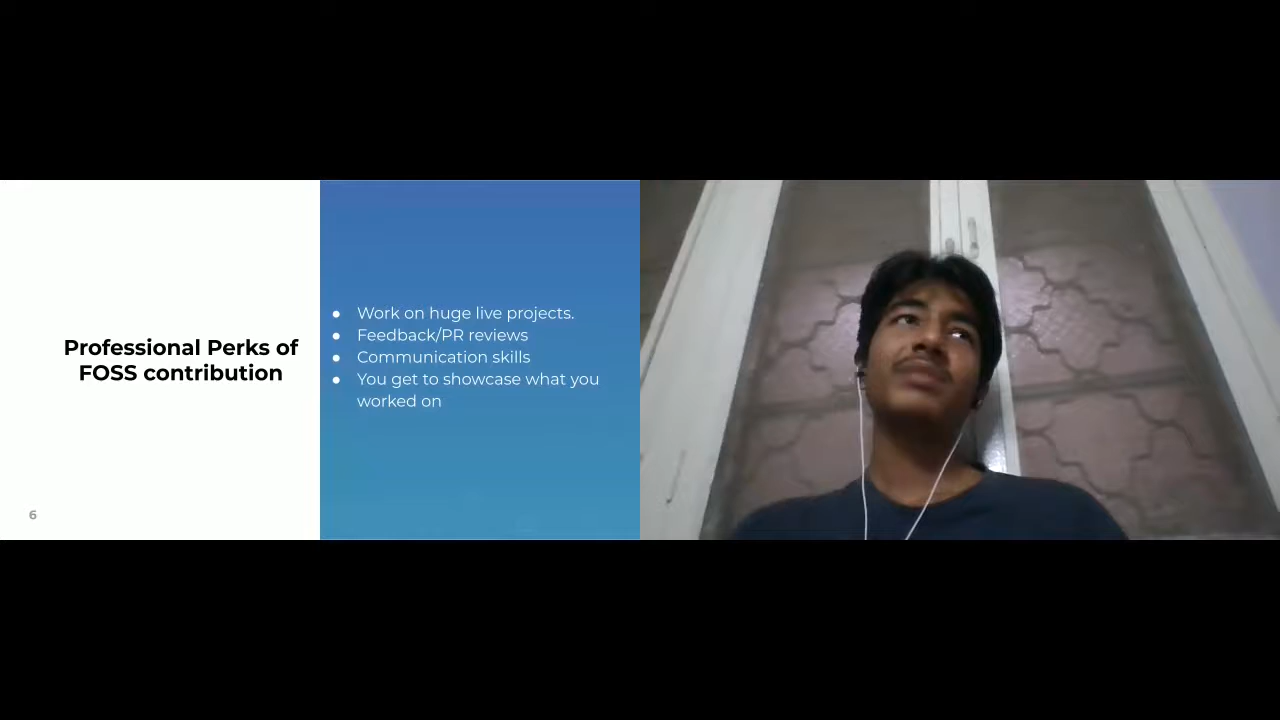 Professional Perks of
FOSS contribution
● Work on huge live projects.
● Feedback/PR reviews
● Communication skills
● You get to showcase what you
worked on
6